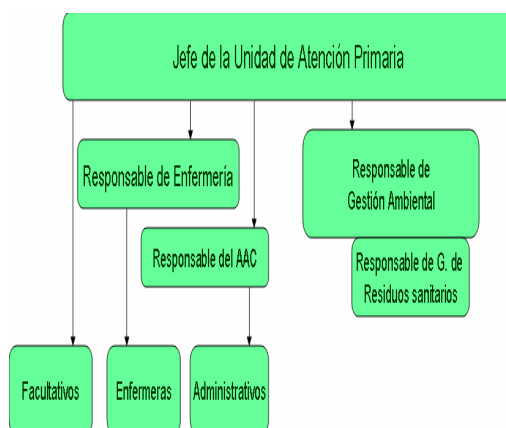 Jefe de la Unidad de Atención Primaria
Responsable de Enfermería
Responsable de
Gestión Ambiental
Responsable del AAC
Responsable de G. de
Residuos sanitarios
Facultativos
Enfermeras
Administrativos